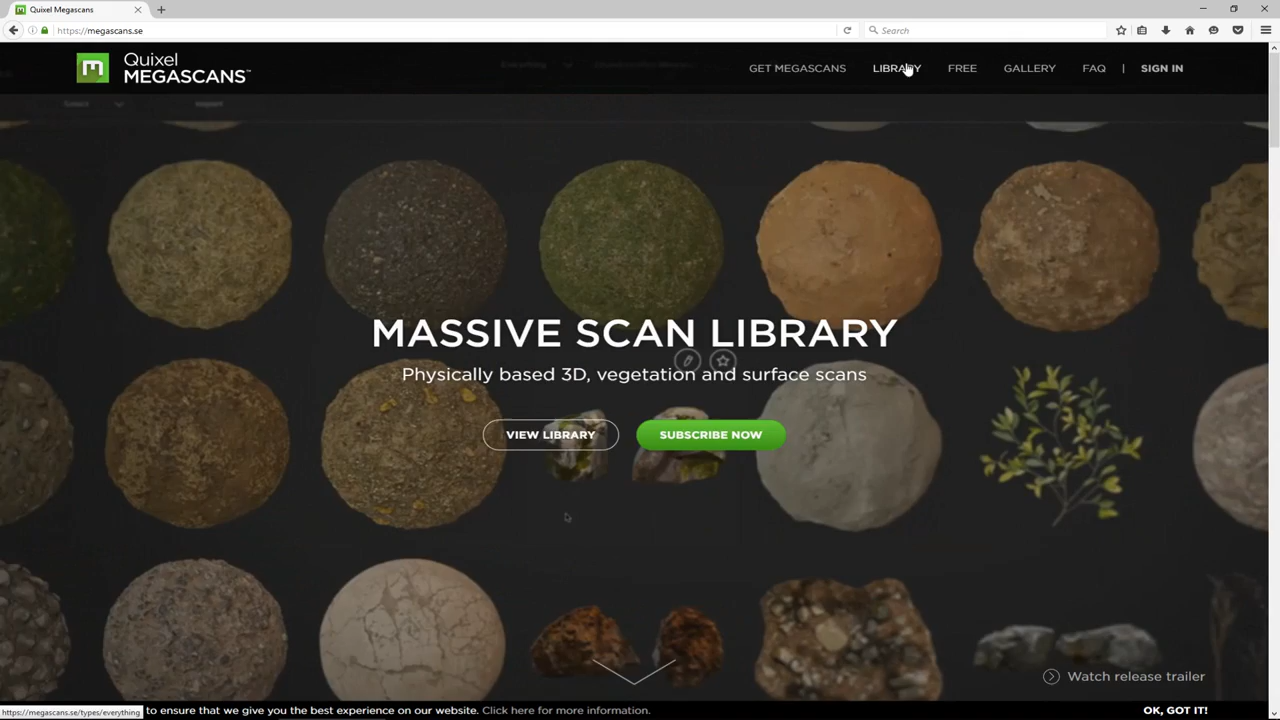 Quixel Megascans
https://megascans.se
Search
Quixel
MEGASCANS™
GET MEGASCANS
LIBRARY
FREE
GALLERY
FAQ
|
SIGN IN
MASSIVE SCAN LIBRARY
Physically based 3D, vegetation and surface scans
VIEW LIBRARY
SUBSCRIBE NOW
Watch release trailer
https://megascans.se/types/everything
to ensure that we give you the best experience on our website. Click here for more information.
OK, GOT IT!